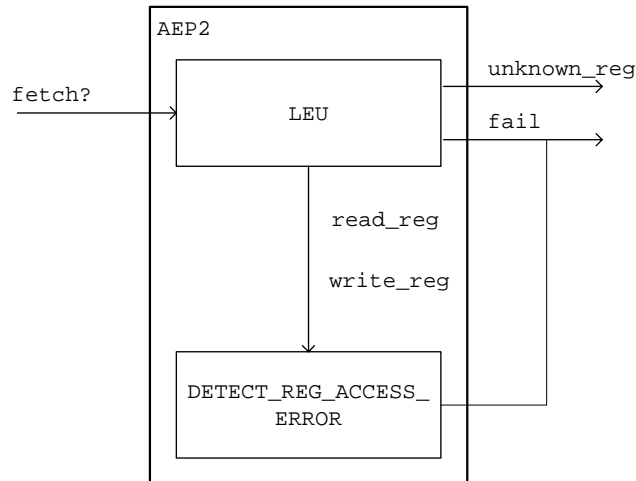 AEP2
unknown_reg
fetch?
LEU
fail
read_reg
write_reg
DETECT_REG_ACCESS_
ERROR